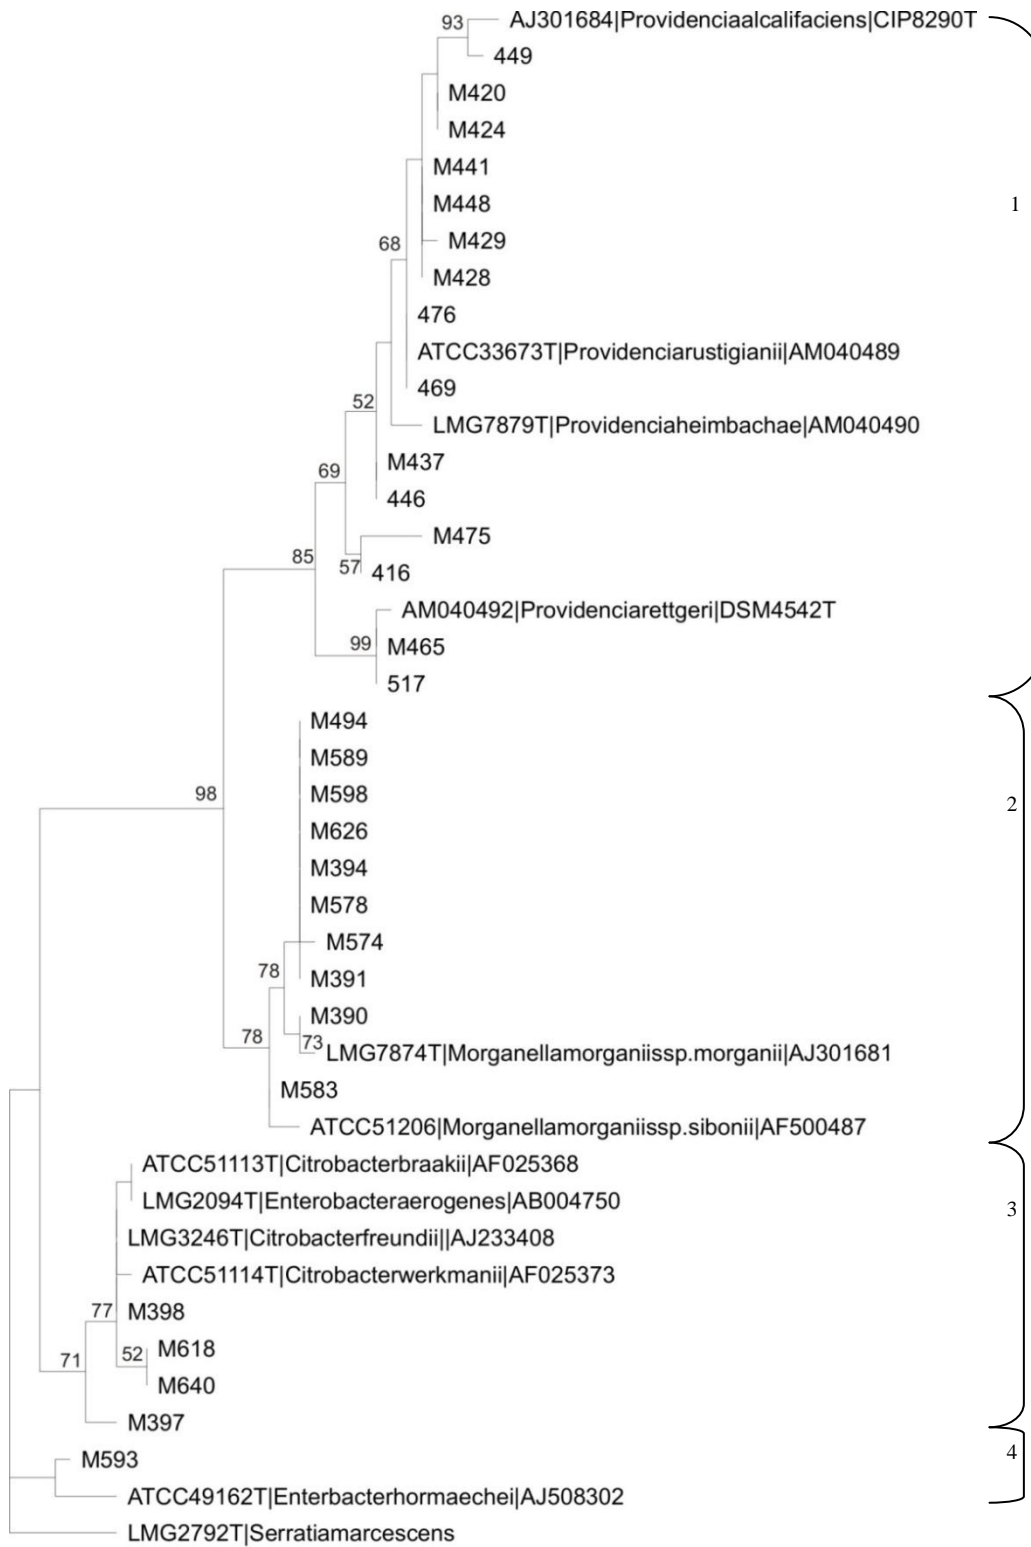 93 AJ301684|Providenciaalcalifaciens|CIP8290T
449
M420
M424
M441
M448 1
M429
68
M428
476
ATCC33673T|Providenciarustigianii|AM040489
469
52
LMG7879T|Providenciaheimbachae|AM040490
M437
69
446
M475
85
57 416
AM040492|Providenciarettgeri|DSM4542T
99 M465
517
M494
M589
98 M598 2
M626
M394
M578
M574
78 M391
M390
78 73 LMG7874T|Morganellamorganiissp.morganii|AJ301681
M583
ATCC51206|Morganellamorganiissp.sibonii|AF500487
ATCC51113T|Citrobacterbraakii|AF025368
LMG2094T|Enterobacteraerogenes|AB004750 3
LMG3246T|Citrobacterfreundii||AJ233408
ATCC51114T|Citrobacterwerkmanii|AF025373
77 M398
52 M618
71
M640
M397
M593 4
ATCC49162T|Enterbacterhormaechei|AJ508302
LMG2792T|Serratiamarcescens